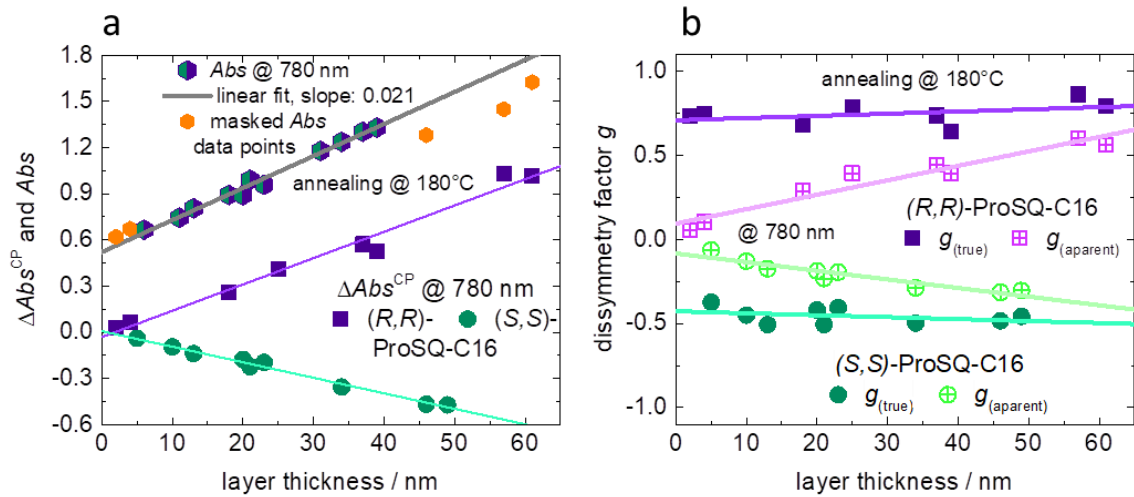 a
ΔAbs^CP and Abs
1.8
1.5
1.2
0.9
0.6
0.3
0.0
-0.3
-0.6
Abs @ 780 nm
linear fit, slope: 0.021
masked Abs
data points
annealing @ 180°C
ΔAbs^CP @ 780 nm
(R,R)- (S,S)-
ProSQ-C16
0 10 20 30 40 50 60
layer thickness / nm
b
dissymmetry factor g
1.0
0.5
0.0
-0.5
-1.0
annealing @ 180°C
(R,R)-ProSQ-C16
g(true) g(aparent)
@ 780 nm
(S,S)-ProSQ-C16
g(true) g(aparent)
0 10 20 30 40 50 60
layer thickness / nm